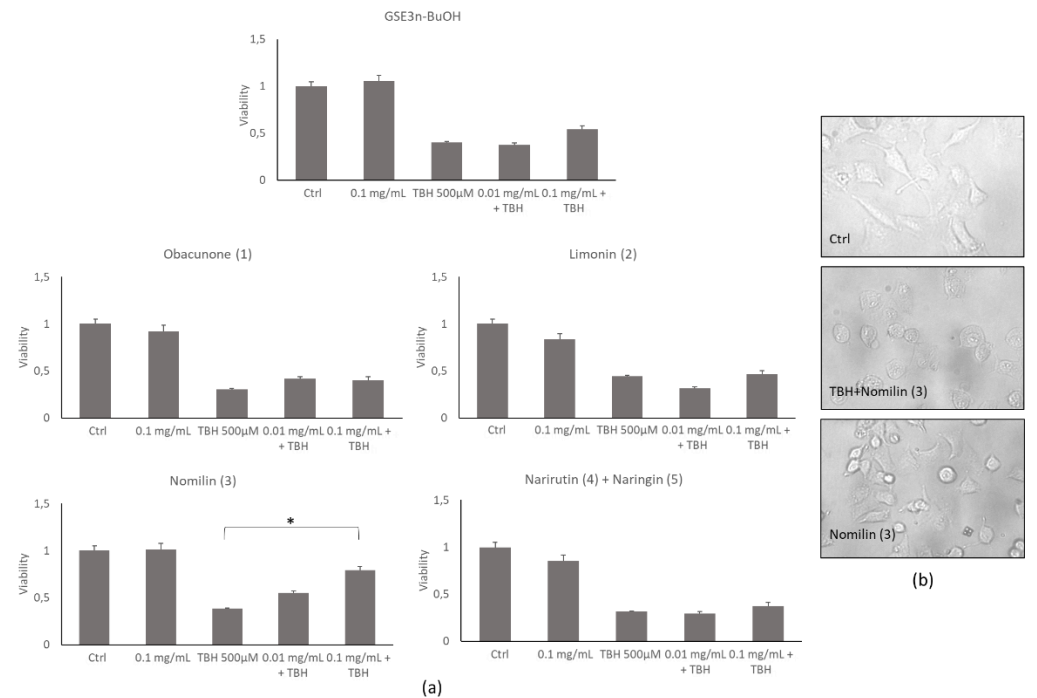 GSE3n-BuOH
1,5
1
0,5
0
Viability
Ctrl
0.1 mg/mL
TBH 500µM
0.01 mg/mL
+ TBH
0.1 mg/mL +
TBH
Obacunone (1)
1,5
1
0,5
0
Viability
Ctrl
0.1 mg/mL
TBH 500µM
0.01 mg/mL
+ TBH
0.1 mg/mL +
TBH
Limonin (2)
1,5
1
0,5
0
Viability
Ctrl
0.1 mg/mL
TBH 500µM
0.01 mg/mL
+ TBH
0.1 mg/mL +
TBH
Nomilin (3)
1,5
1
0,5
0
Viability
*
Ctrl
0.1 mg/mL
TBH 500µM
0.01 mg/mL
+ TBH
0.1 mg/mL +
TBH
Narirutin (4) + Naringin (5)
1,5
1
0,5
0
Viability
Ctrl
0.1 mg/mL
TBH 500µM
0.01 mg/mL
+ TBH
0.1 mg/mL +
TBH
(a)
Ctrl
TBH+Nomilin (3)
Nomilin (3)
(b)